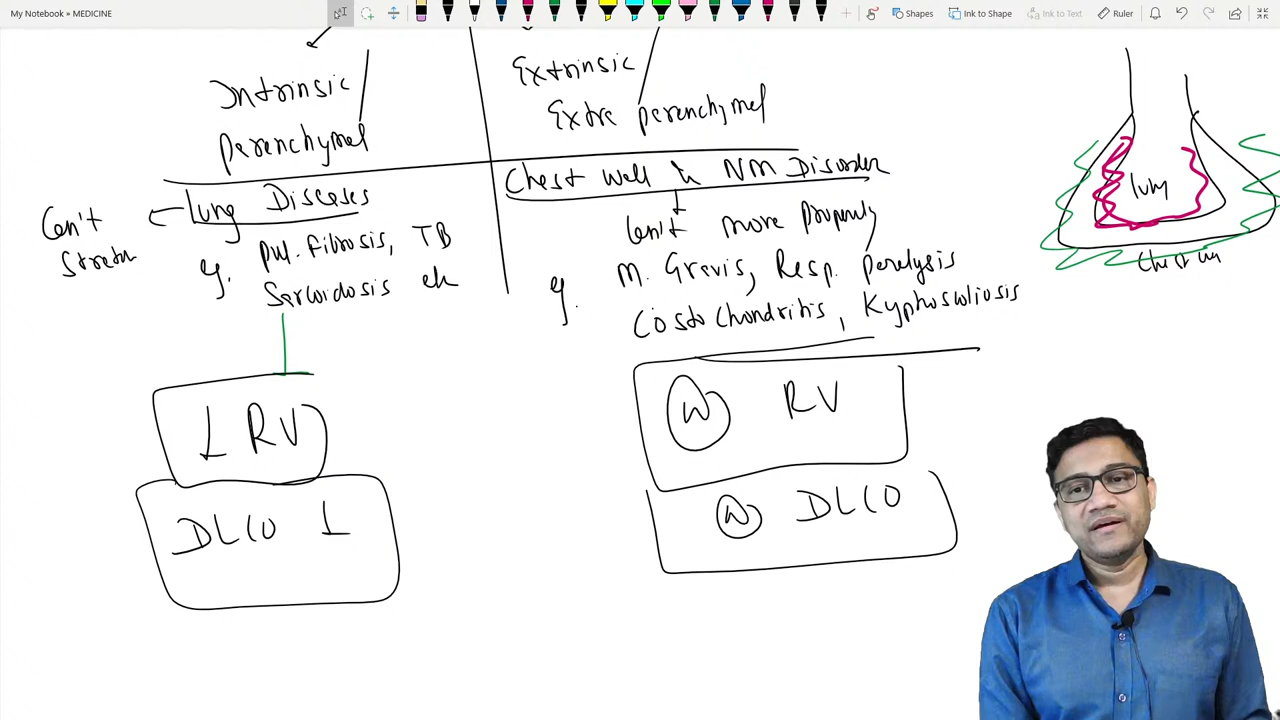 My Notebook » MEDICINE
Shapes
Ink to Shape
Ink to Text
Ruler
Intrinsic
Parenchymal
Extrinsic
Extra parenchymal
Lung Diseases
Can't
Stretch
eg. Pul. Fibrosis, TB
Sarcoidosis etc
Chest Wall & NM Disorder
Can't move properly
eg. M. Gravis, Resp. paralysis
Costochondritis, Kyphoscoliosis
lung
↓ RV
DLCO ↓
(N) RV
(N) DLCO